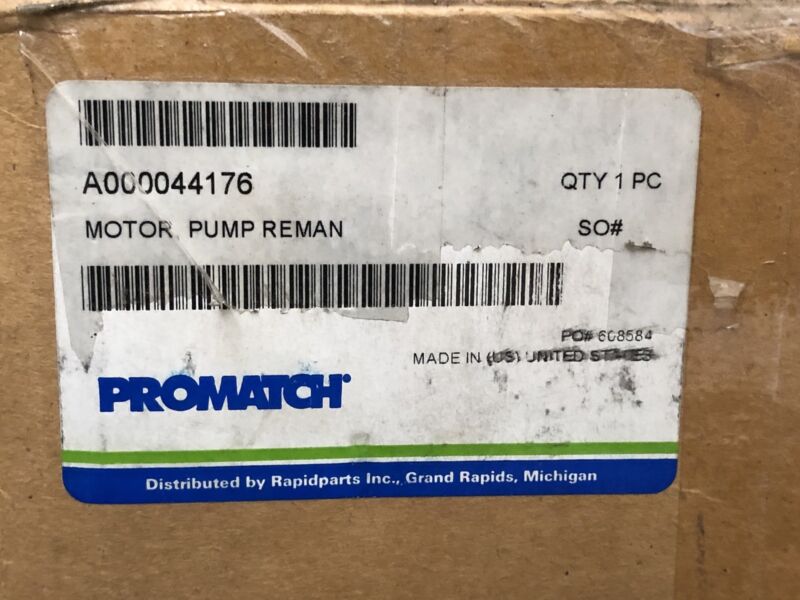 A000044176
QTY 1 PC
MOTOR, PUMP REMAN
SO#
PO# 608584
MADE IN (US) UNITED STATES
PROMATCH®
Distributed by Rapidparts Inc., Grand Rapids, Michigan